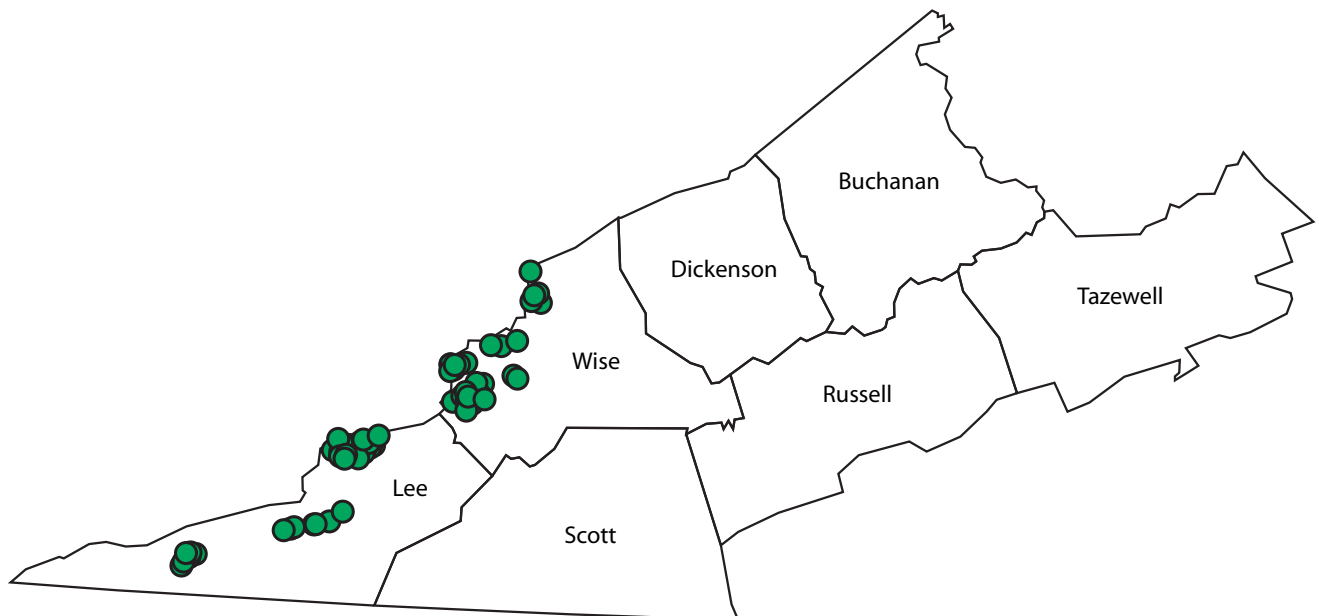 Buchanan
Dickenson
Tazewell
Wise
Russell
Lee
Scott